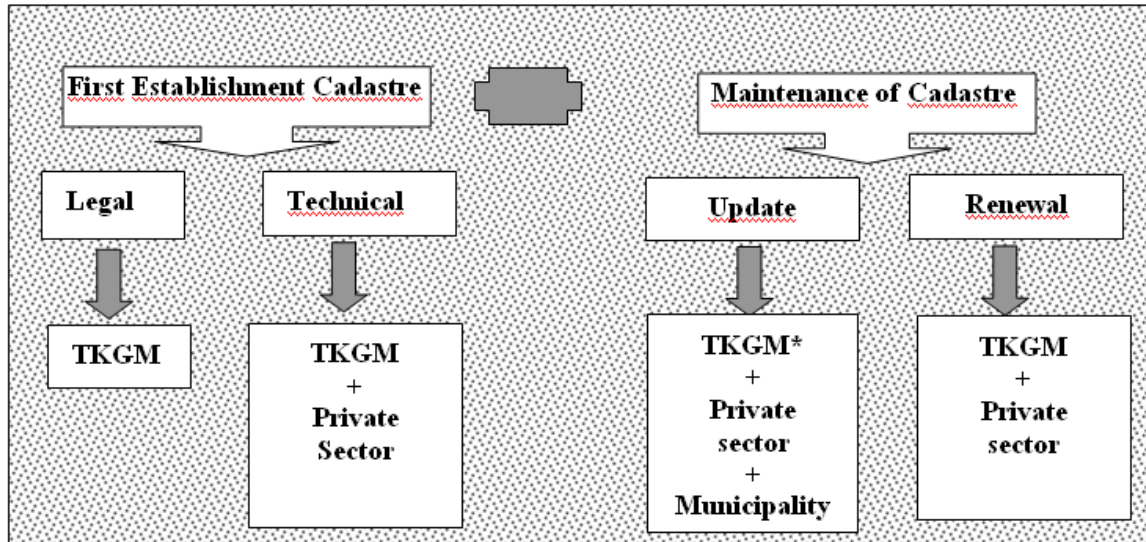 First Establishment Cadastre
Maintenance of Cadastre
Legal
Technical
Update
Renewal
TKGM
TKGM
+
Private
Sector
TKGM*
+
Private
sector
+
Municipality
TKGM
+
Private
sector